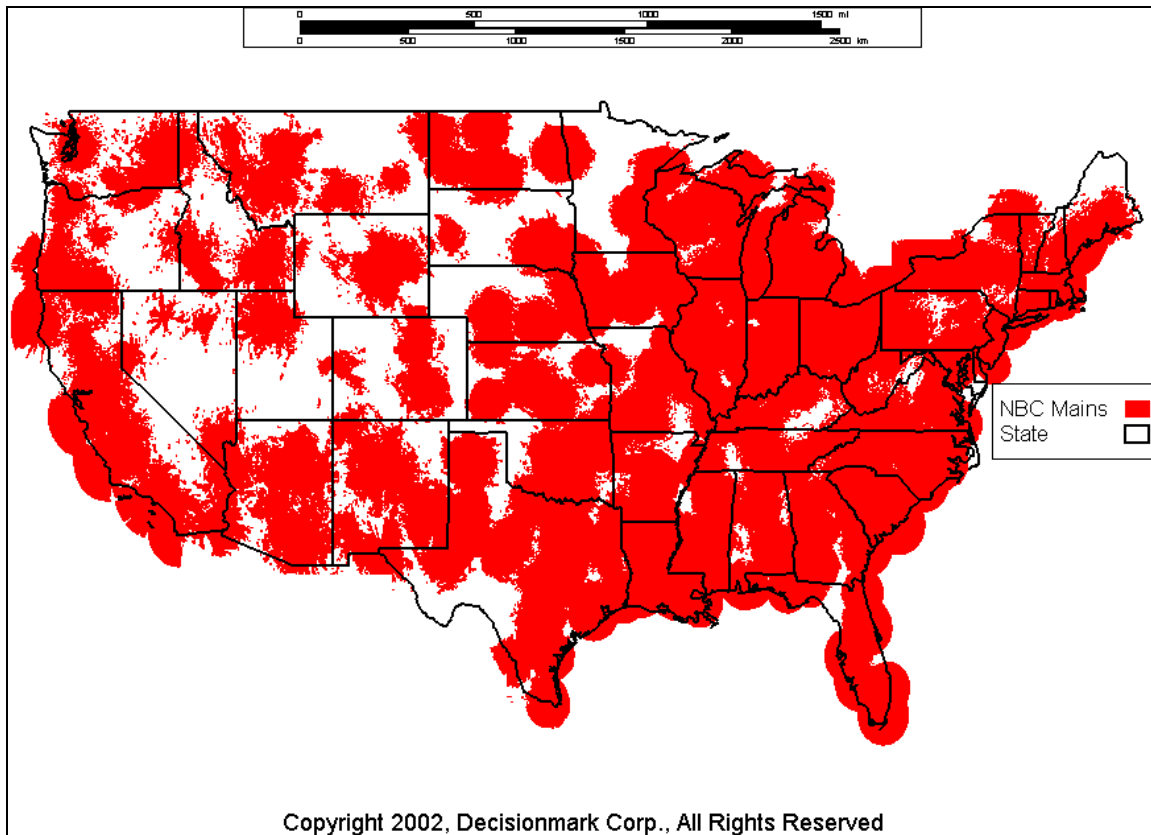 0 500 1000 1500 ml
0 500 1000 1500 2000 2500 km
NBC Mains
State
Copyright 2002, Decisionmark Corp., All Rights Reserved